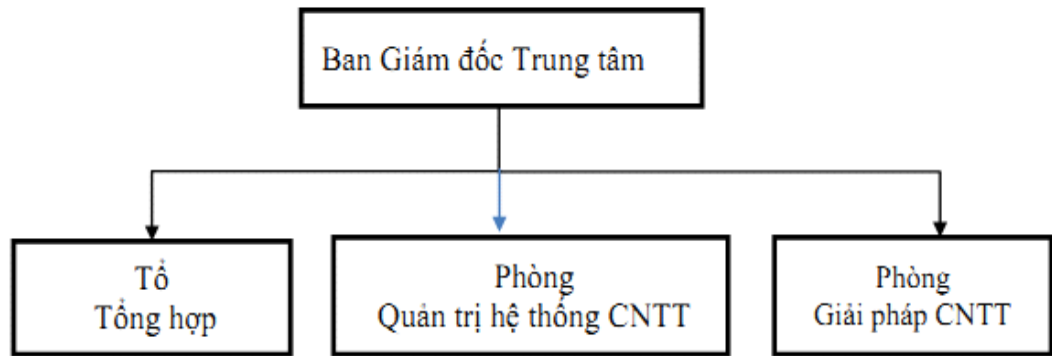 Ban Giám đốc Trung tâm
Tổ
Tổng hợp
Phòng
Quản trị hệ thống CNTT
Phòng
Giải pháp CNTT